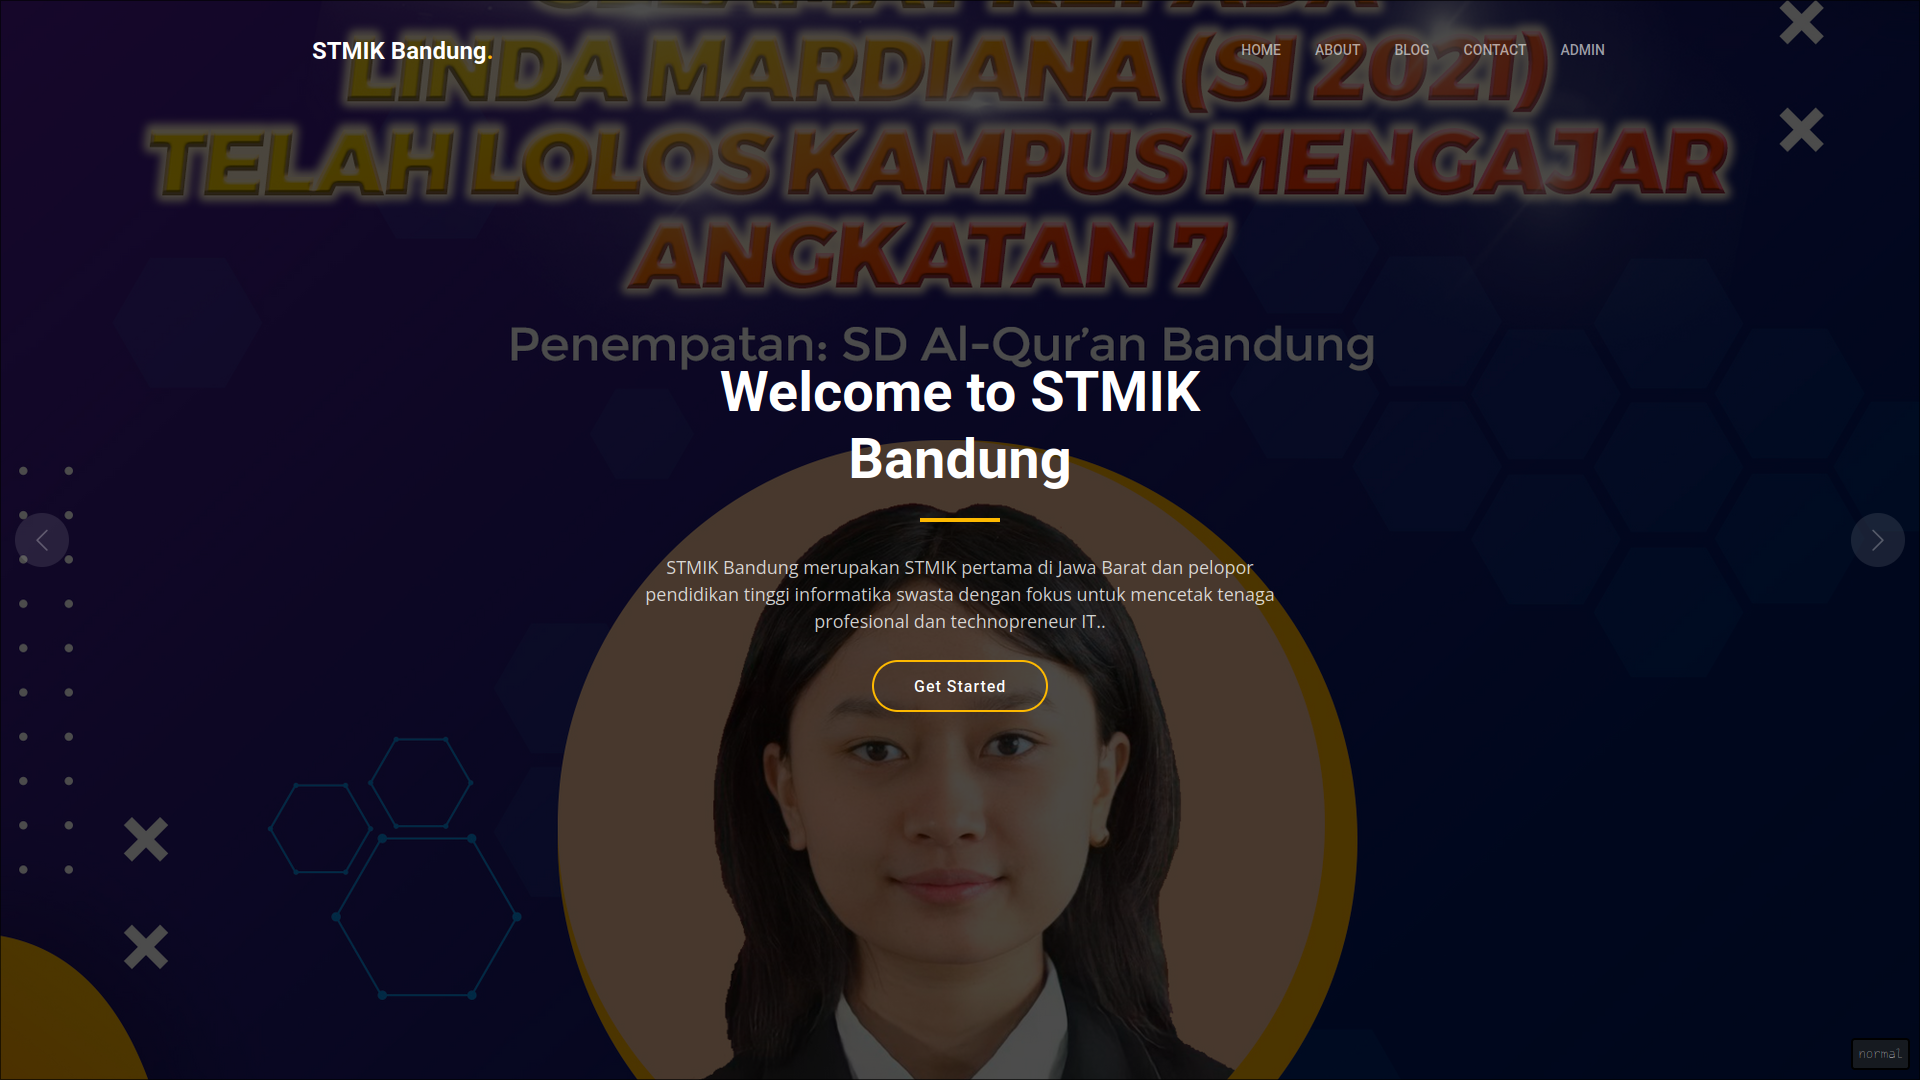 SELAMAT KEPADA
STMIK Bandung.
HOME ABOUT BLOG CONTACT ADMIN
LINDA MARDIANA (SI 2021)
TELAH LOLOS KAMPUS MENGAJAR
ANGKATAN 7
Penempatan: SD Al-Qur'an Bandung
Welcome to STMIK
Bandung
STMIK Bandung merupakan STMIK pertama di Jawa Barat dan pelopor
pendidikan tinggi informatika swasta dengan fokus untuk mencetak tenaga
profesional dan technopreneur IT..
Get Started
normal